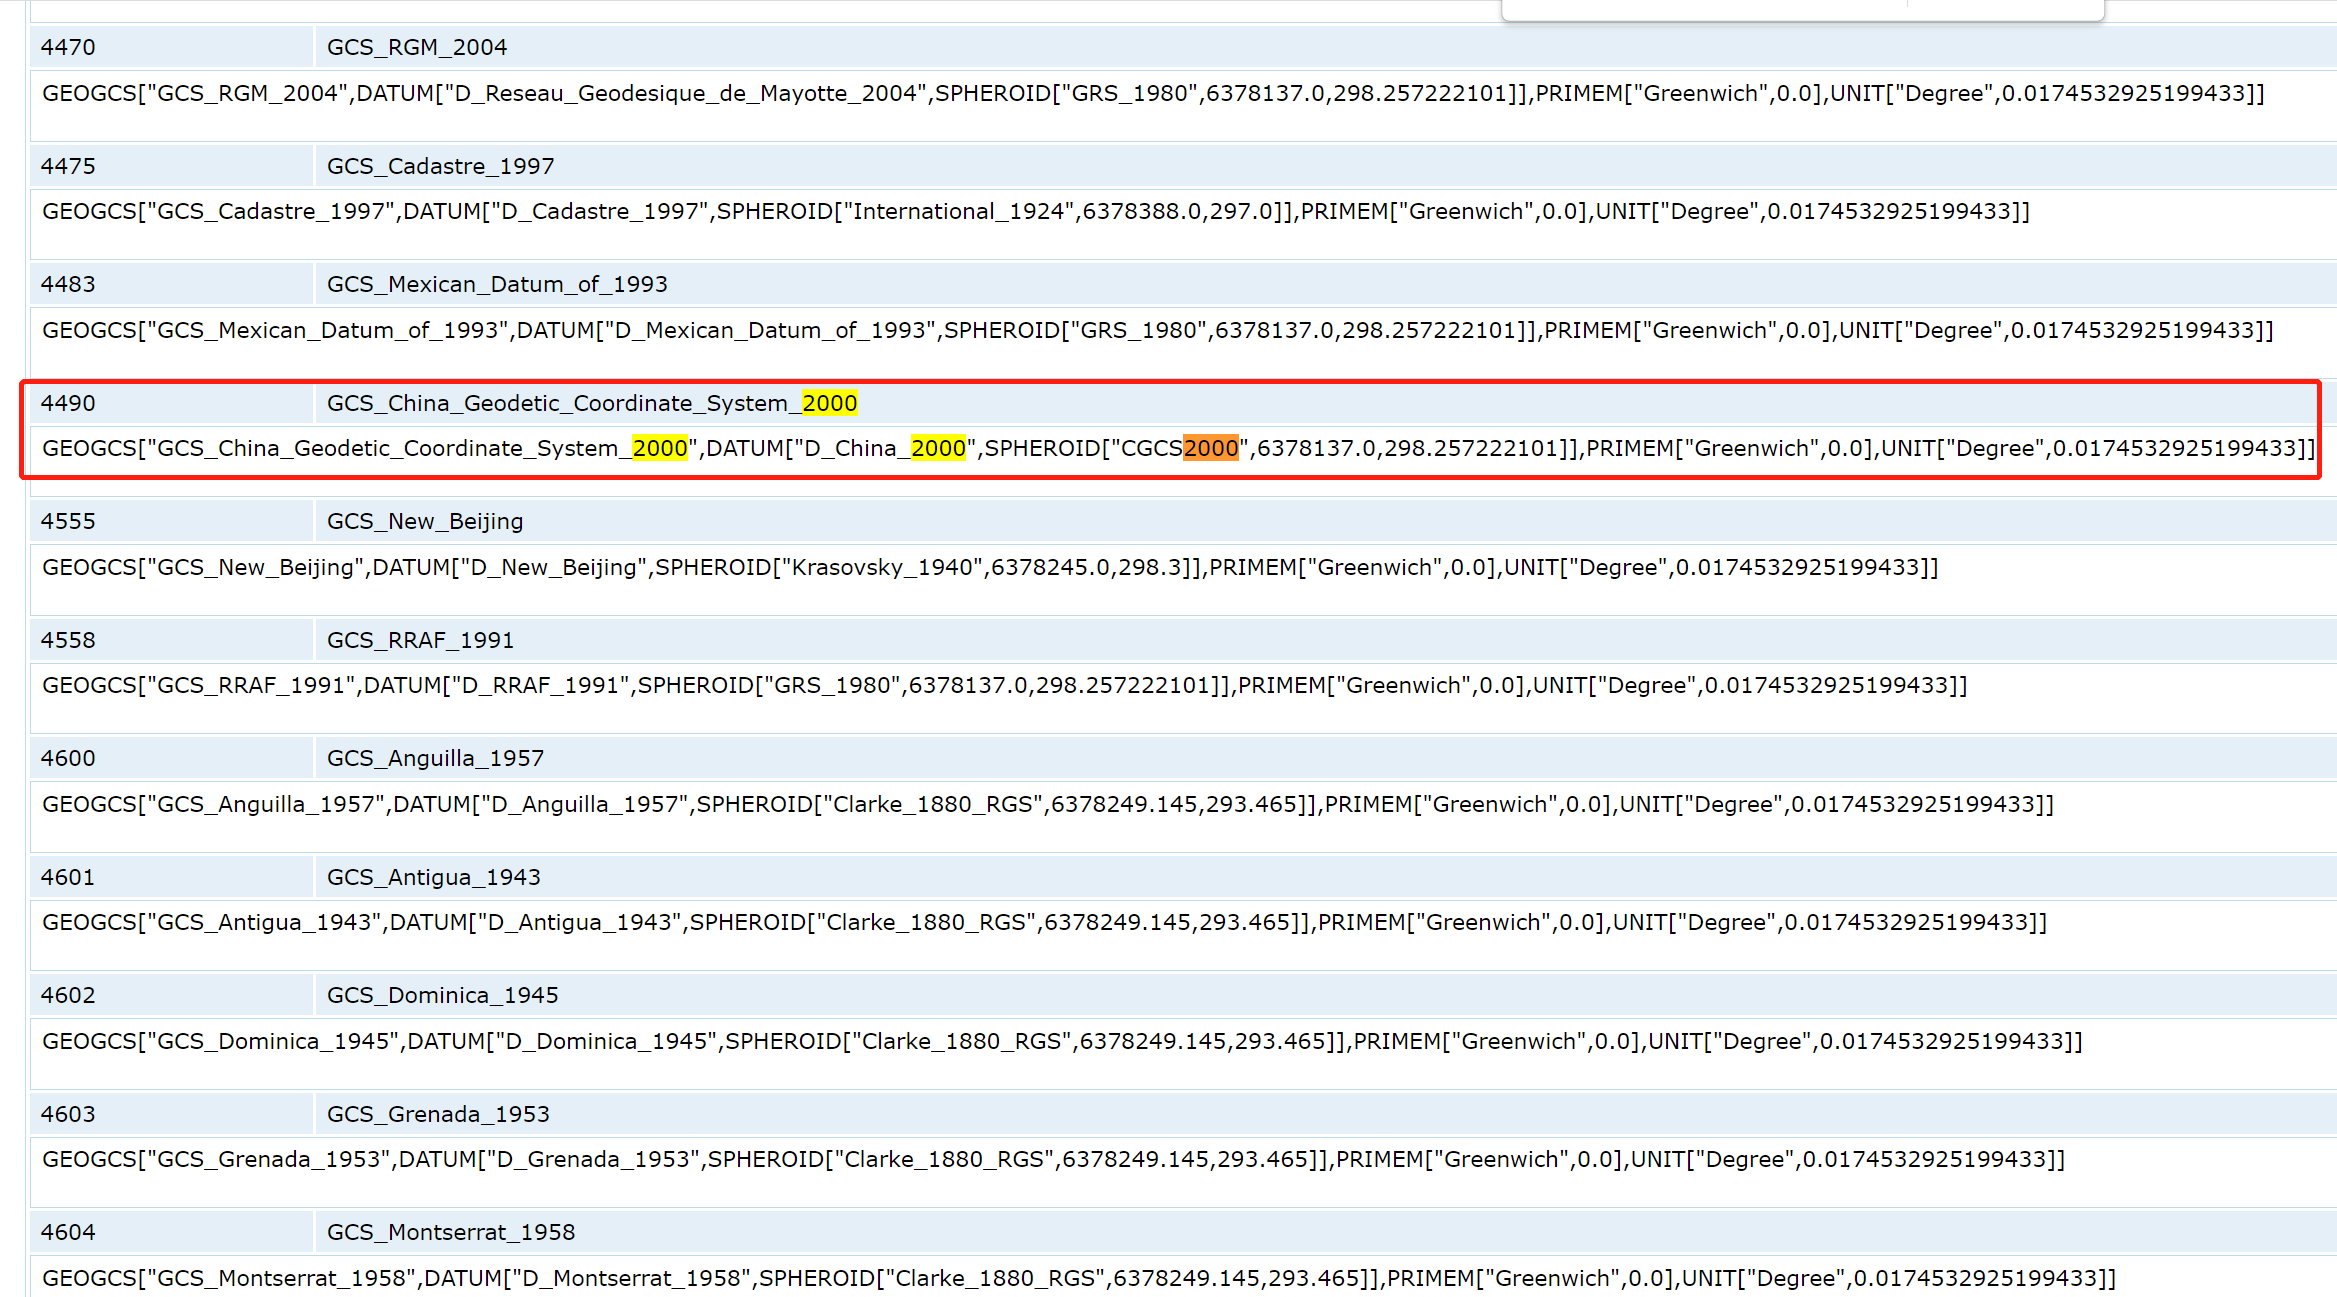 4470 GCS_RGM_2004
GEOGCS["GCS_RGM_2004",DATUM["D_Reseau_Geodesique_de_Mayotte_2004",SPHEROID["GRS_1980",6378137.0,298.257222101]],PRIMEM["Greenwich",0.0],UNIT["Degree",0.0174532925199433]]
4475 GCS_Cadastre_1997
GEOGCS["GCS_Cadastre_1997",DATUM["D_Cadastre_1997",SPHEROID["International_1924",6378388.0,297.0]],PRIMEM["Greenwich",0.0],UNIT["Degree",0.0174532925199433]]
4483 GCS_Mexican_Datum_of_1993
GEOGCS["GCS_Mexican_Datum_of_1993",DATUM["D_Mexican_Datum_of_1993",SPHEROID["GRS_1980",6378137.0,298.257222101]],PRIMEM["Greenwich",0.0],UNIT["Degree",0.0174532925199433]]
4490 GCS_China_Geodetic_Coordinate_System_2000
GEOGCS["GCS_China_Geodetic_Coordinate_System_2000",DATUM["D_China_2000",SPHEROID["CGCS2000",6378137.0,298.257222101]],PRIMEM["Greenwich",0.0],UNIT["Degree",0.0174532925199433]]
4555 GCS_New_Beijing
GEOGCS["GCS_New_Beijing",DATUM["D_New_Beijing",SPHEROID["Krasovsky_1940",6378245.0,298.3]],PRIMEM["Greenwich",0.0],UNIT["Degree",0.0174532925199433]]
4558 GCS_RRAF_1991
GEOGCS["GCS_RRAF_1991",DATUM["D_RRAF_1991",SPHEROID["GRS_1980",6378137.0,298.257222101]],PRIMEM["Greenwich",0.0],UNIT["Degree",0.0174532925199433]]
4600 GCS_Anguilla_1957
GEOGCS["GCS_Anguilla_1957",DATUM["D_Anguilla_1957",SPHEROID["Clarke_1880_RGS",6378249.145,293.465]],PRIMEM["Greenwich",0.0],UNIT["Degree",0.0174532925199433]]
4601 GCS_Antigua_1943
GEOGCS["GCS_Antigua_1943",DATUM["D_Antigua_1943",SPHEROID["Clarke_1880_RGS",6378249.145,293.465]],PRIMEM["Greenwich",0.0],UNIT["Degree",0.0174532925199433]]
4602 GCS_Dominica_1945
GEOGCS["GCS_Dominica_1945",DATUM["D_Dominica_1945",SPHEROID["Clarke_1880_RGS",6378249.145,293.465]],PRIMEM["Greenwich",0.0],UNIT["Degree",0.0174532925199433]]
4603 GCS_Grenada_1953
GEOGCS["GCS_Grenada_1953",DATUM["D_Grenada_1953",SPHEROID["Clarke_1880_RGS",6378249.145,293.465]],PRIMEM["Greenwich",0.0],UNIT["Degree",0.0174532925199433]]
4604 GCS_Montserrat_1958
GEOGCS["GCS_Montserrat_1958",DATUM["D_Montserrat_1958",SPHEROID["Clarke_1880_RGS",6378249.145,293.465]],PRIMEM["Greenwich",0.0],UNIT["Degree",0.0174532925199433]]